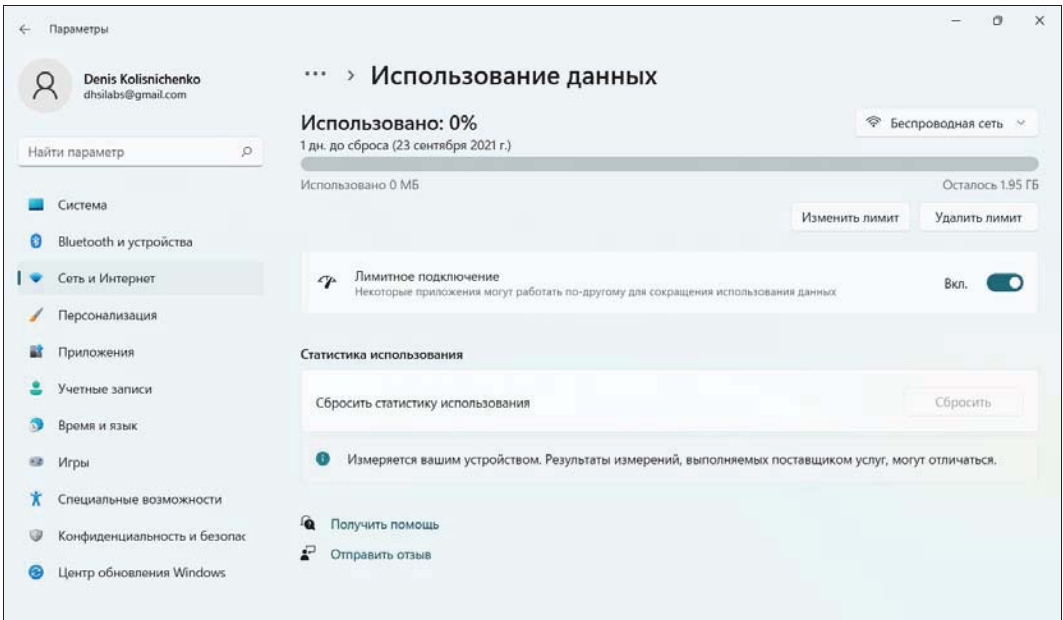 Параметры
Denis Kolisnichenko
dhsilabs@gmail.com
Найти параметр
Система
Bluetooth и устройства
Сеть и Интернет
Персонализация
Приложения
Учетные записи
Время и язык
Игры
Специальные возможности
Конфиденциальность и безопас
Центр обновления Windows
... > Использование данных
Использовано: 0%
Беспроводная сеть
1 дн. до сброса (23 сентября 2021 г.)
Использовано 0 МБ
Осталось 1.95 ГБ
Изменить лимит
Удалить лимит
Лимитное подключение
Некоторые приложения могут работать по-другому для сокращения использования данных
Вкл.
Статистика использования
Сбросить статистику использования
Сбросить
Измеряется вашим устройством. Результаты измерений, выполняемых поставщиком услуг, могут отличаться.
Получить помощь
Отправить отзыв